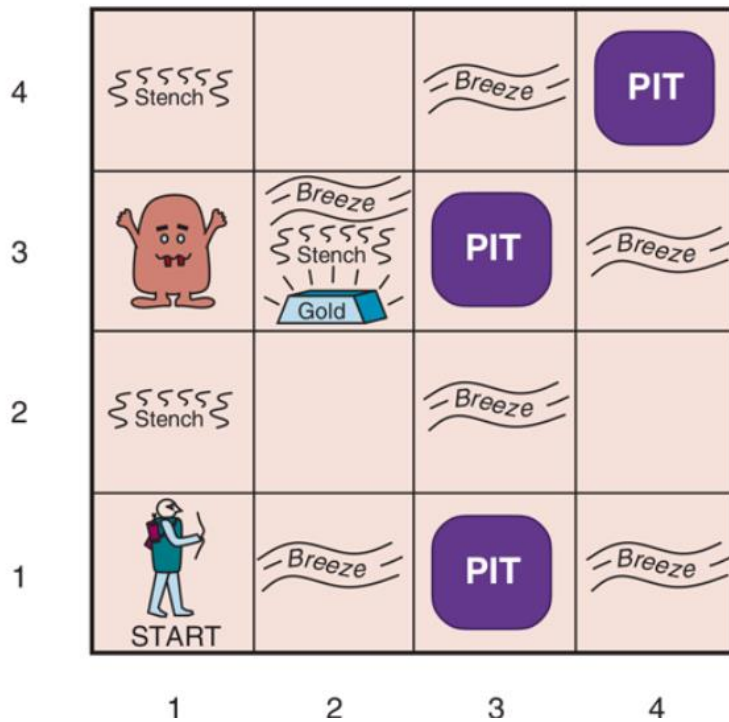 4
Stench
Breeze
PIT
3
Breeze
Stench
Gold
PIT
Breeze
2
Stench
Breeze
1
START
Breeze
PIT
Breeze
1 2 3 4